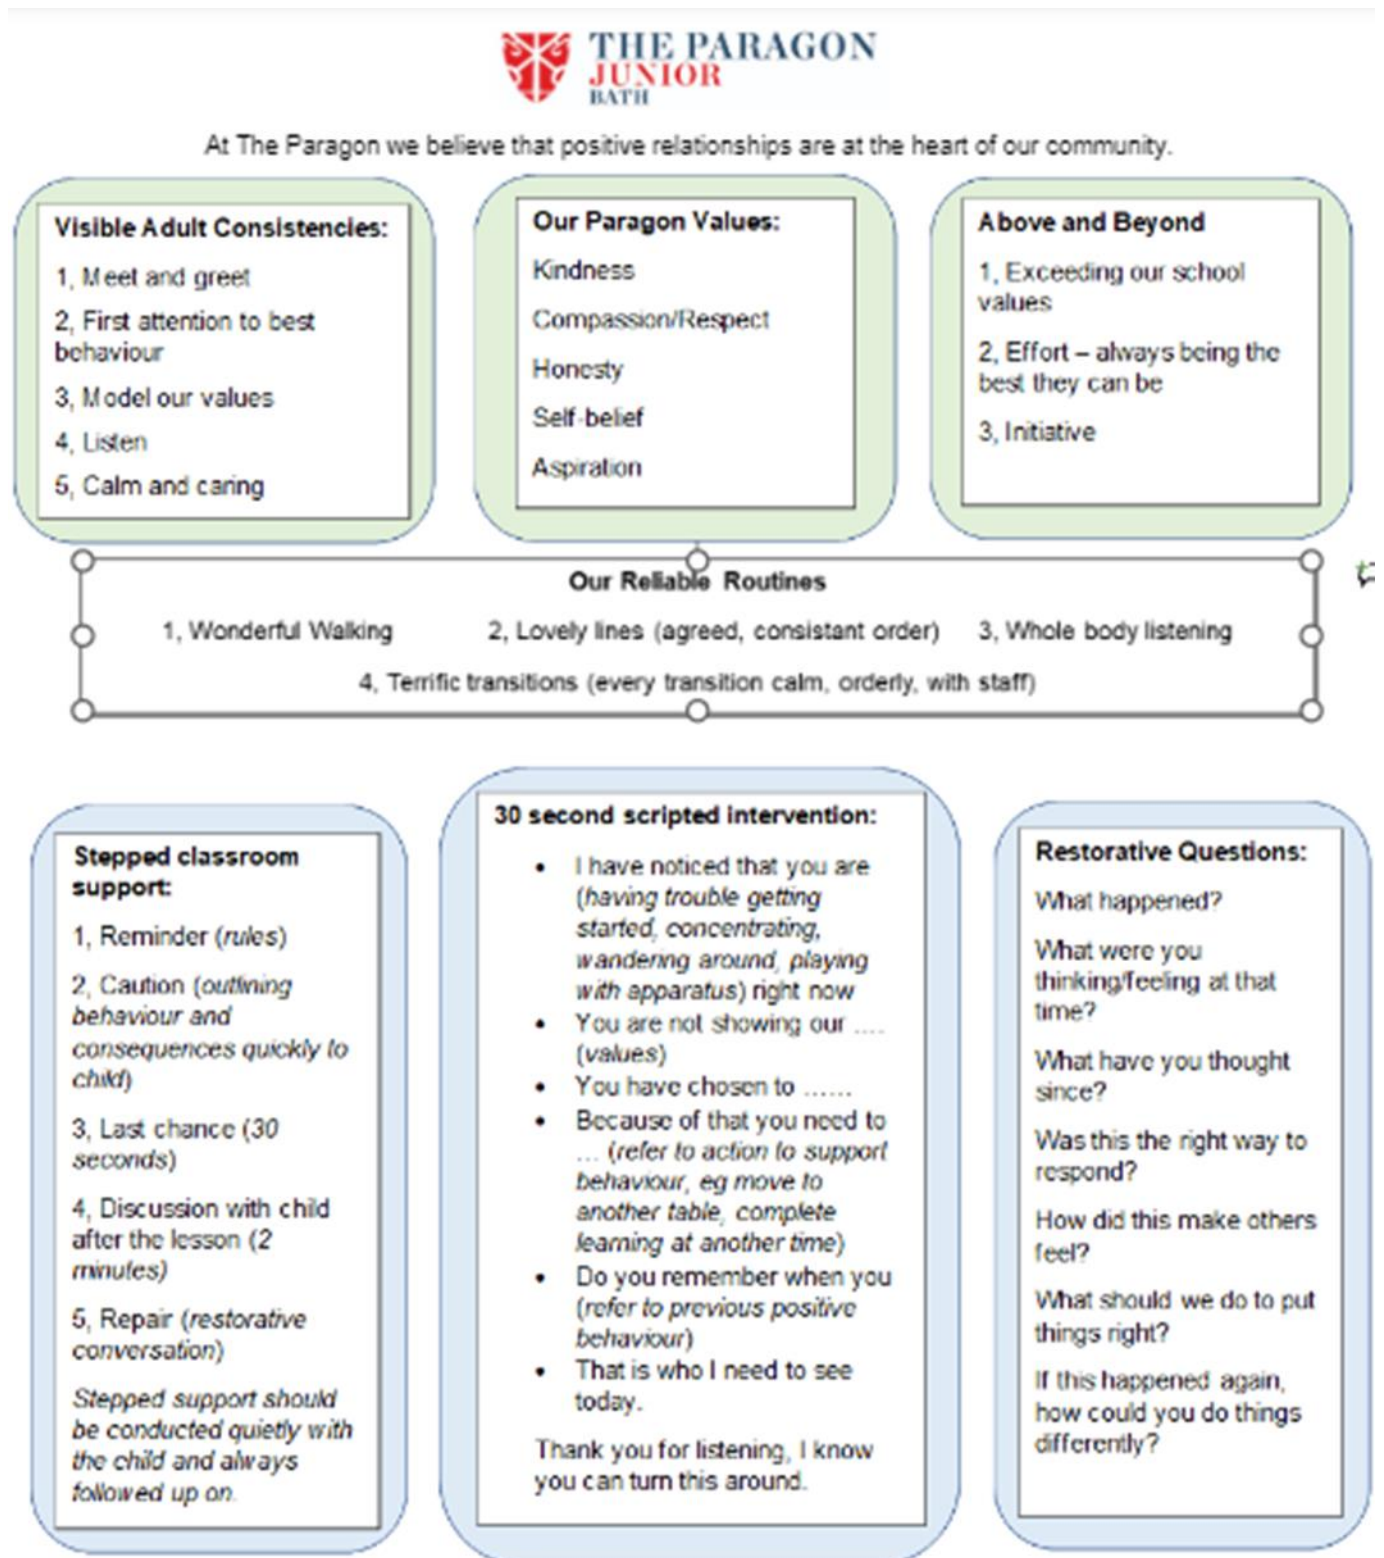 THE PARAGON
JUNIOR
BATH
At The Paragon we believe that positive relationships are at the heart of our community.
Visible Adult Consistencies:
1, Meet and greet
2, First attention to best
behaviour
3, Model our values
4, Listen
5, Calm and caring
Our Paragon Values:
Kindness
Compassion/Respect
Honesty
Self-belief
Aspiration
Above and Beyond
1, Exceeding our school
values
2, Effort – always being the
best they can be
3, Initiative
Our Reliable Routines
1, Wonderful Walking 2, Lovely lines (agreed, consistant order) 3, Whole body listening
4, Terrific transitions (every transition calm, orderly, with staff)
Stepped classroom
support:
1, Reminder (rules)
2, Caution (outlining
behaviour and
consequences quickly to
child)
3, Last chance (30
seconds)
4, Discussion with child
after the lesson (2
minutes)
5, Repair (restorative
conversation)
Stepped support should
be conducted quietly with
the child and always
followed up on.
30 second scripted intervention:
• I have noticed that you are
(having trouble getting
started, concentrating,
wandering around, playing
with apparatus) right now
• You are not showing our ....
(values)
• You have chosen to ......
• Because of that you need to
... (refer to action to support
behaviour, eg move to
another table, complete
learning at another time)
• Do you remember when you
(refer to previous positive
behaviour)
• That is who I need to see
today.
Thank you for listening, I know
you can turn this around.
Restorative Questions:
What happened?
What were you
thinking/feeling at that
time?
What have you thought
since?
Was this the right way to
respond?
How did this make others
feel?
What should we do to put
things right?
If this happened again,
how could you do things
differently?